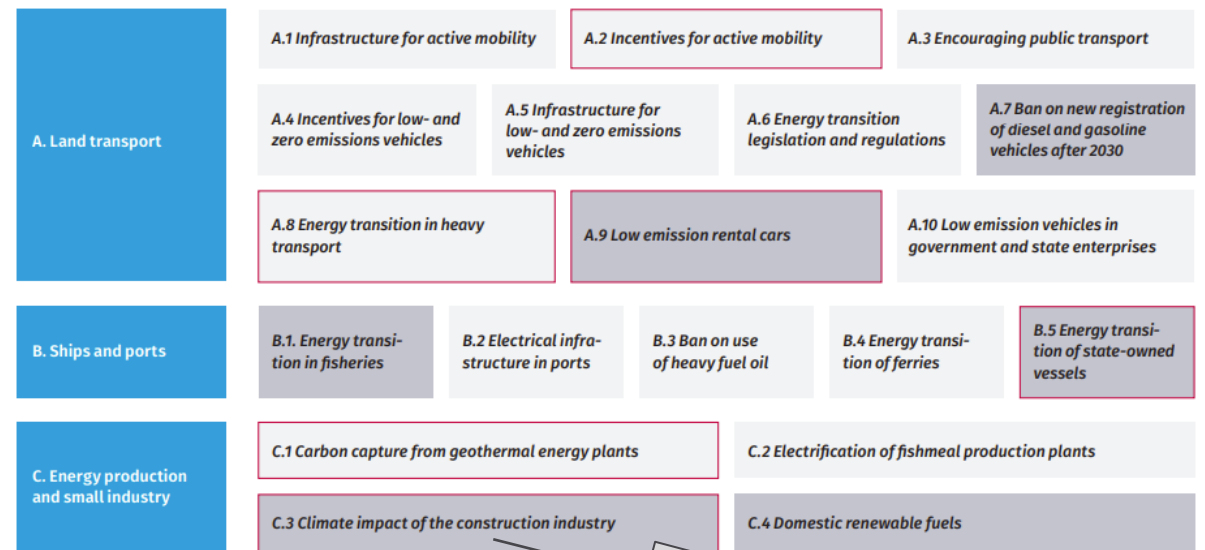 A. Land transport
A.1 Infrastructure for active mobility
A.2 Incentives for active mobility
A.3 Encouraging public transport
A.4 Incentives for low- and
zero emissions vehicles
A.5 Infrastructure for
low- and zero emissions
vehicles
A.6 Energy transition
legislation and regulations
A.7 Ban on new registration
of diesel and gasoline
vehicles after 2030
A.8 Energy transition in heavy
transport
A.9 Low emission rental cars
A.10 Low emission vehicles in
government and state enterprises
B. Ships and ports
B.1. Energy transi-
tion in fisheries
B.2 Electrical infra-
structure in ports
B.3 Ban on use
of heavy fuel oil
B.4 Energy transi-
tion of ferries
B.5 Energy transi-
tion of state-owned
vessels
C. Energy production
and small industry
C.1 Carbon capture from geothermal energy plants
C.2 Electrification of fishmeal production plants
C.3 Climate impact of the construction industry
C.4 Domestic renewable fuels